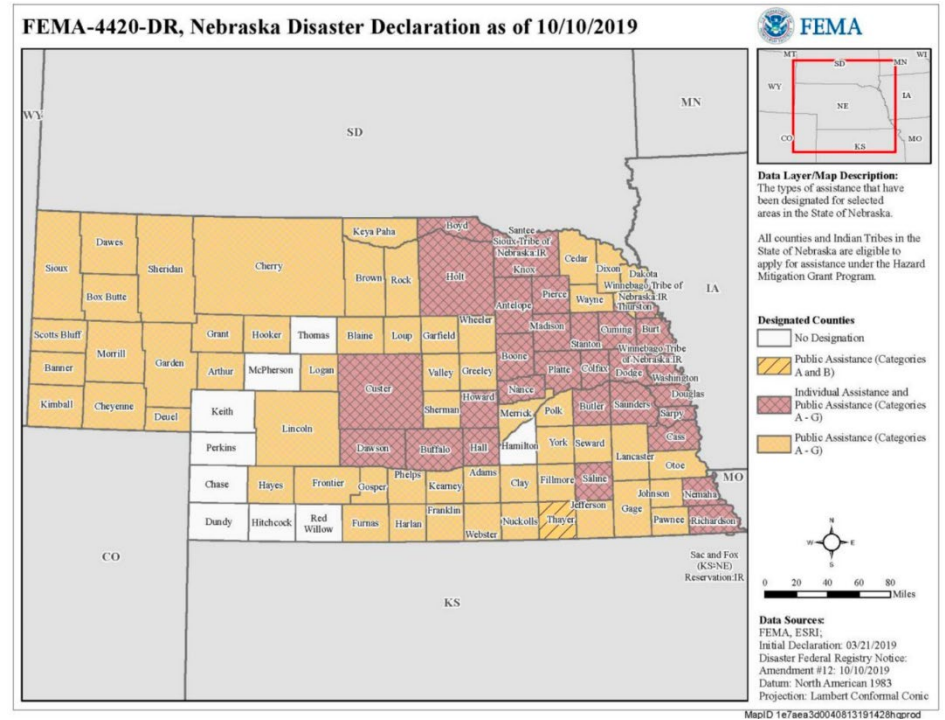 FEMA-4420-DR, Nebraska Disaster Declaration as of 10/10/2019
FEMA
MT
SD
MN
WI
WY
NE
IA
CO
KS
MO
WY
SD
MN
IA
MO
CO
KS
Sioux
Dawes
Sheridan
Cherry
Keya Paha
Boyd
Brown
Rock
Holt
Santee
Sioux Tribe of
Nebraska IR
Knox
Cedar
Dixon
Dakota
Winnebago Tribe of
Nebraska IR
Thurston
Box Butte
Antelope
Pierce
Wayne
Scotts Bluff
Morrill
Garden
Grant
Hooker
Thomas
Blaine
Loup
Garfield
Wheeler
Madison
Stanton
Cuming
Burt
Banner
Arthur
McPherson
Logan
Custer
Valley
Greeley
Boone
Platte
Colfax
Winnebago Tribe
of Nebraska IR
Dodge
Washington
Kimball
Cheyenne
Deuel
Keith
Lincoln
Sherman
Howard
Nance
Merrick
Polk
Butler
Saunders
Douglas
Sarpy
Perkins
Dawson
Buffalo
Hall
Hamilton
York
Seward
Lancaster
Cass
Otoe
Chase
Hayes
Frontier
Gosper
Phelps
Kearney
Adams
Clay
Fillmore
Saline
Johnson
Nemaha
Dundy
Hitchcock
Red
Willow
Furnas
Harlan
Franklin
Webster
Nuckolls
Thayer
Jefferson
Gage
Pawnee
Richardson
Sac and Fox
(KS-NE)
Reservation IR
Data Layer/Map Description:
The types of assistance that have
been designated for selected
areas in the State of Nebraska.
All counties and Indian Tribes in the
State of Nebraska are eligible to
apply for assistance under the Hazard
Mitigation Grant Program.
Designated Counties
No Designation
Public Assistance (Categories
A and B)
Individual Assistance and
Public Assistance (Categories
A - G)
Public Assistance (Categories
A - G)
N
W
E
S
0 20 40 60 80
Miles
Data Sources:
FEMA, ESRI;
Initial Declaration: 03/21/2019
Disaster Federal Registry Notice:
Amendment #12: 10/10/2019
Datum: North American 1983
Projection: Lambert Conformal Conic
MapID 1e7aea3d0040813191428hqprod